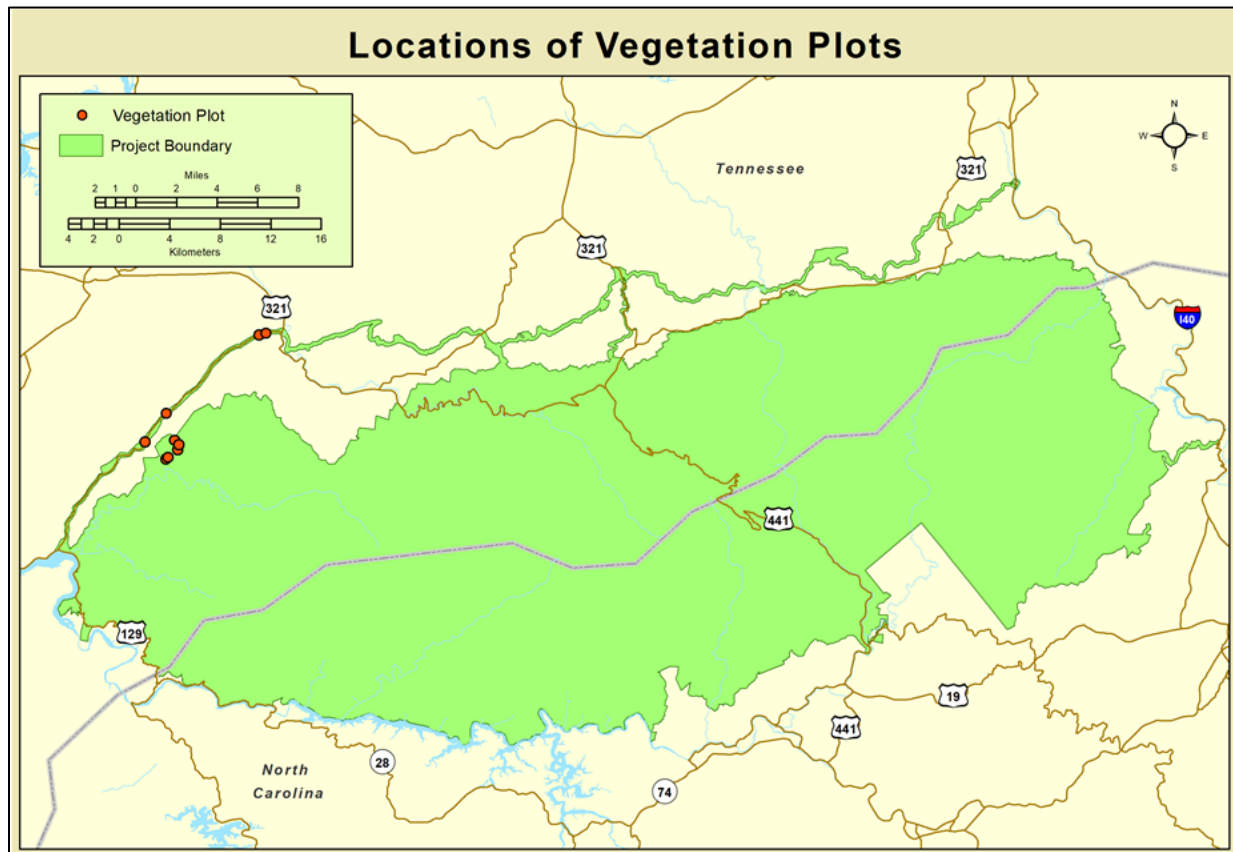 Locations of Vegetation Plots
Vegetation Plot
Project Boundary
Miles
2 1 0 2 4 6 8
4 2 0 4 8 12 16
Kilometers
N
W E
S
Tennessee
321
321
321
I40
441
129
19
441
28
74
North
Carolina